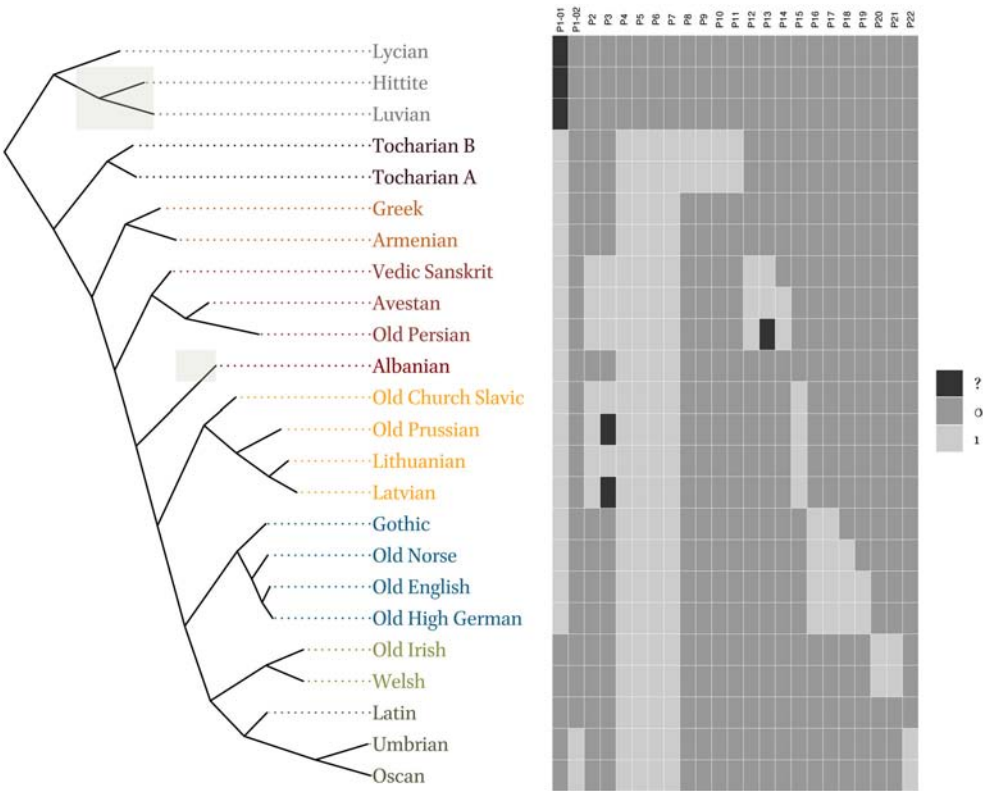 P1-01 P1-02 P2 P3 P4 P5 P6 P7 P8 P9 P10 P11 P12 P13 P14 P15 P16 P17 P18 P19 P20 P21 P22
Lycian
Hittite
Luvian
Tocharian B
Tocharian A
Greek
Armenian
Vedic Sanskrit
Avestan
Old Persian
Albanian
?
Old Church Slavic
0
Old Prussian
1
Lithuanian
Latvian
Gothic
Old Norse
Old English
Old High German
Old Irish
Welsh
Latin
Umbrian
Oscan